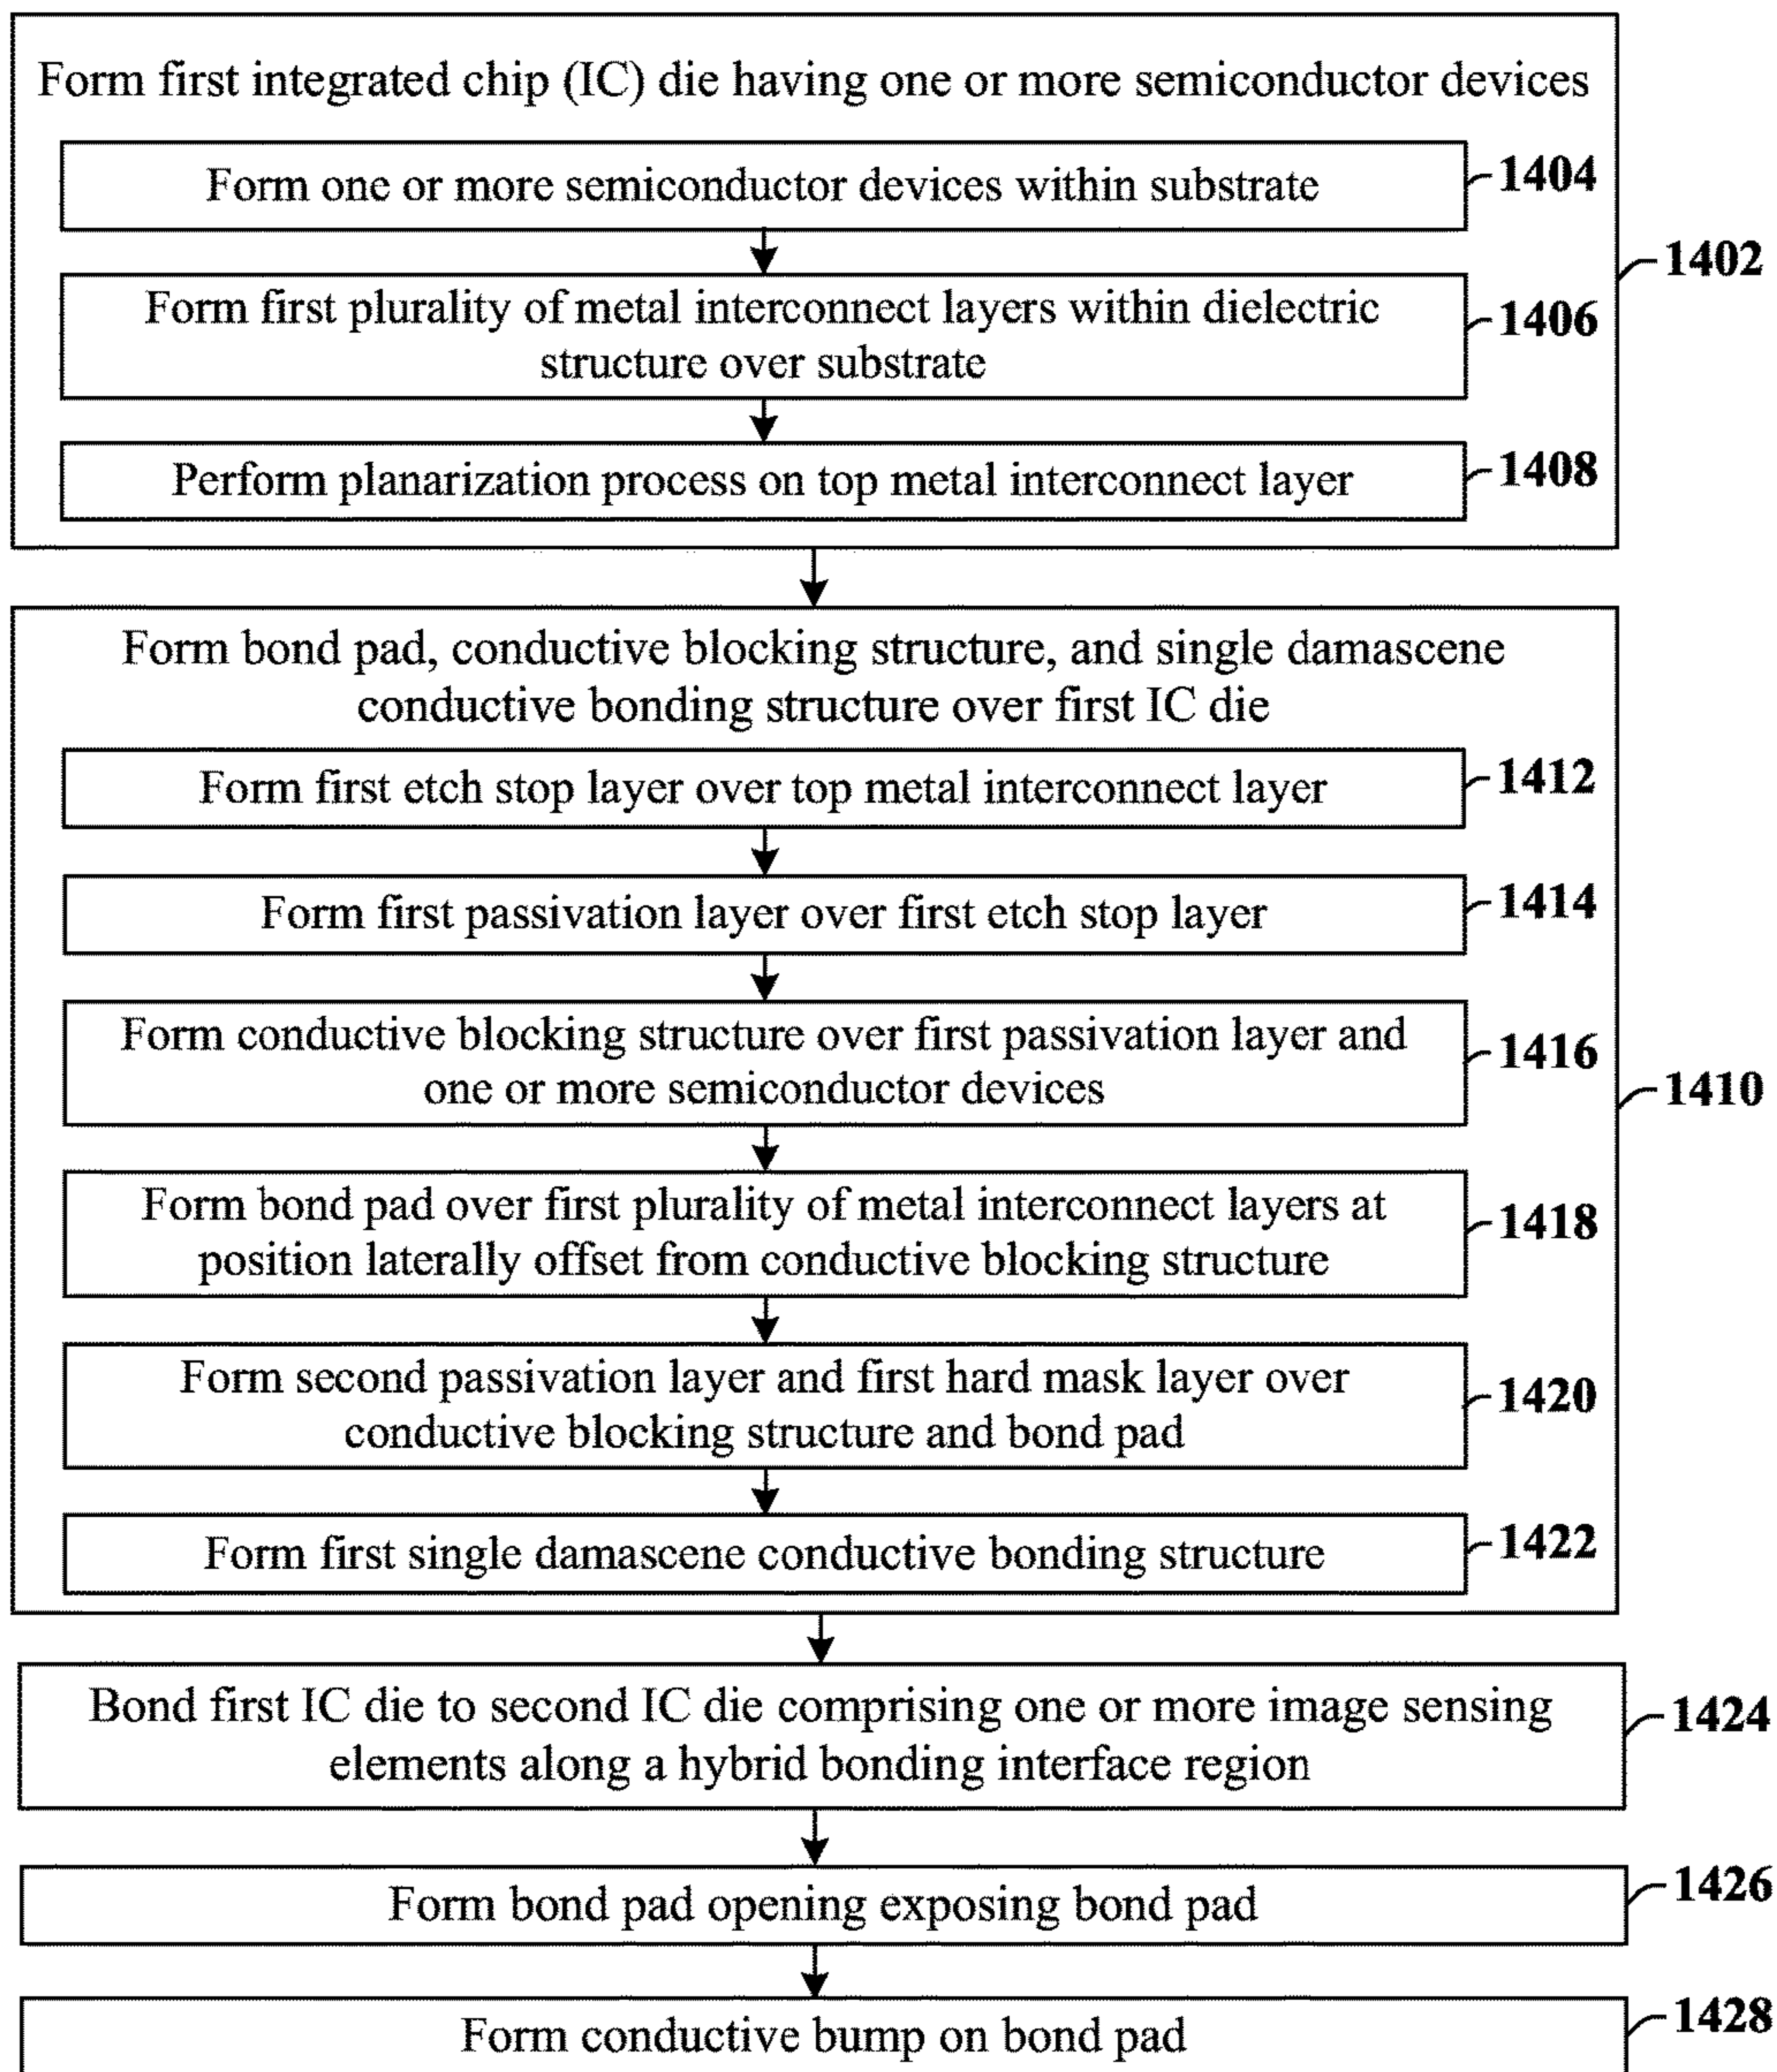 Form first integrated chip (IC) die having one or more semiconductor devices
Form one or more semiconductor devices within substrate
1404
1402
Form first plurality of metal interconnect layers within dielectric
structure over substrate
1406
Perform planarization process on top metal interconnect layer
1408
Form bond pad, conductive blocking structure, and single damascene
conductive bonding structure over first IC die
Form first etch stop layer over top metal interconnect layer
1412
Form first passivation layer over first etch stop layer
1414
Form conductive blocking structure over first passivation layer and
one or more semiconductor devices
1416
1410
Form bond pad over first plurality of metal interconnect layers at
position laterally offset from conductive blocking structure
1418
Form second passivation layer and first hard mask layer over
conductive blocking structure and bond pad
1420
Form first single damascene conductive bonding structure
1422
Bond first IC die to second IC die comprising one or more image sensing
elements along a hybrid bonding interface region
1424
Form bond pad opening exposing bond pad
1426
Form conductive bump on bond pad
1428